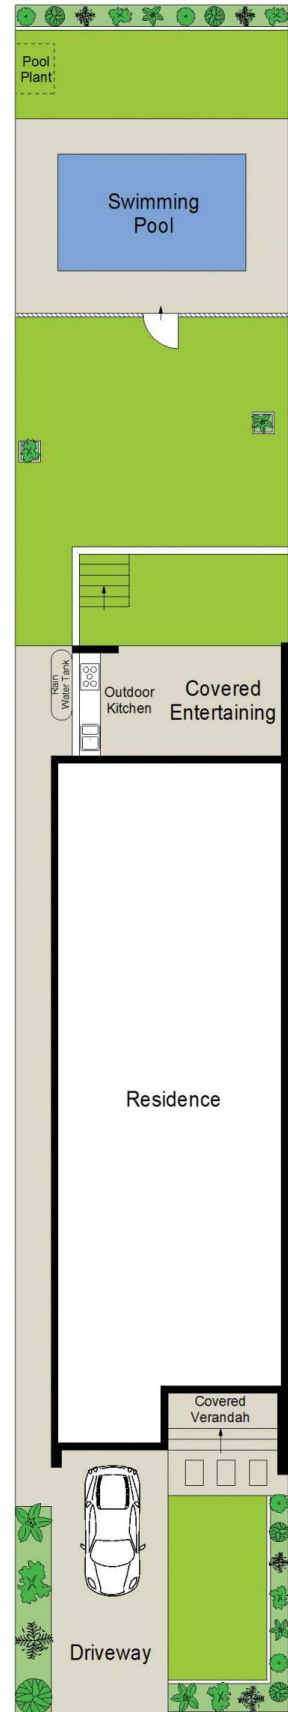 Pool
Plant
Swimming
Pool
Rain
Water Tank
Outdoor
Kitchen
Covered
Entertaining
Residence
Covered
Verandah
Driveway